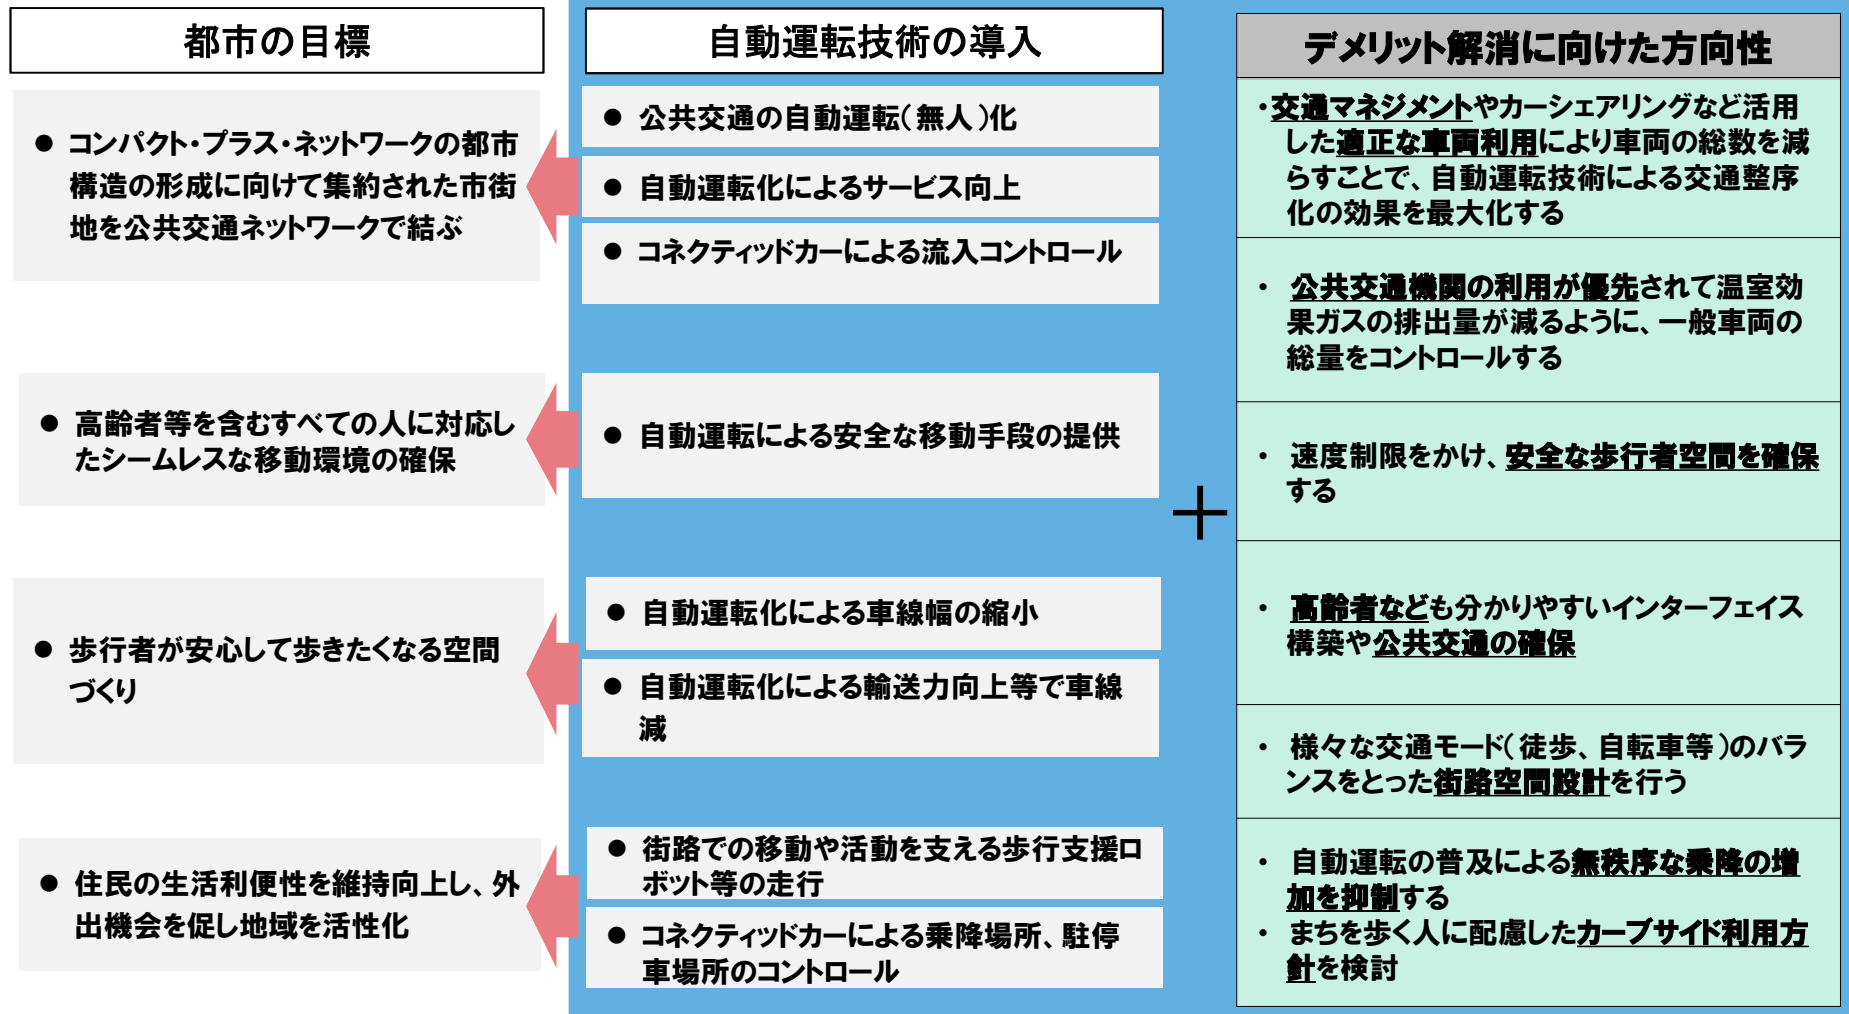 都市の目標
● コンパクト・プラス・ネットワークの都市
構造の形成に向けて集約された市街
地を公共交通ネットワークで結ぶ
● 高齢者等を含むすべての人に対応し
たシームレスな移動環境の確保
● 歩行者が安心して歩きたくなる空間
づくり
● 住民の生活利便性を維持向上し、外
出機会を促し地域を活性化
自動運転技術の導入
● 公共交通の自動運転(無人)化
● 自動運転化によるサービス向上
● コネクティッドカーによる流入コントロール
● 自動運転による安全な移動手段の提供
● 自動運転化による車線幅の縮小
● 自動運転化による輸送力向上等で車線
減
● 街路での移動や活動を支える歩行支援ロ
ボット等の走行
● コネクティッドカーによる乗降場所、駐停
車場所のコントロール
＋
デメリット解消に向けた方向性
・交通マネジメントやカーシェアリングなど活用
した適正な車両利用により車両の総数を減
らすことで、自動運転技術による交通整序
化の効果を最大化する
・ 公共交通機関の利用が優先されて温室効
果ガスの排出量が減るように、一般車両の
総量をコントロールする
・ 速度制限をかけ、安全な歩行者空間を確保
する
・ 高齢者なども分かりやすいインターフェイス
構築や公共交通の確保
・ 様々な交通モード(徒歩、自転車等)のバラ
ンスをとった街路空間設計を行う
・ 自動運転の普及による無秩序な乗降の増
加を抑制する
・ まちを歩く人に配慮したカーブサイド利用方
針を検討